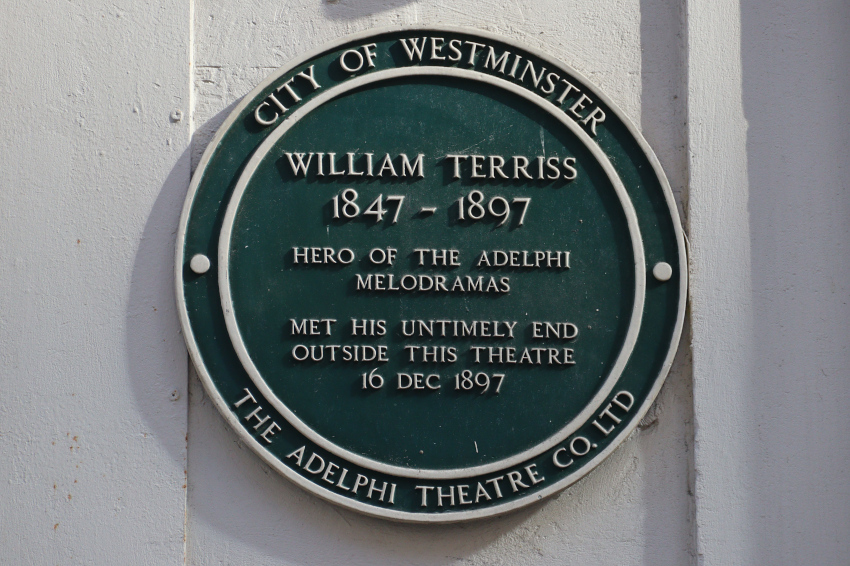 CITY OF WESTMINSTER
WILLIAM TERRISS
1847 - 1897
HERO OF THE ADELPHI
MELODRAMAS
MET HIS UNTIMELY END
OUTSIDE THIS THEATRE
16 DEC 1897
THE ADELPHI THEATRE CO. LTD